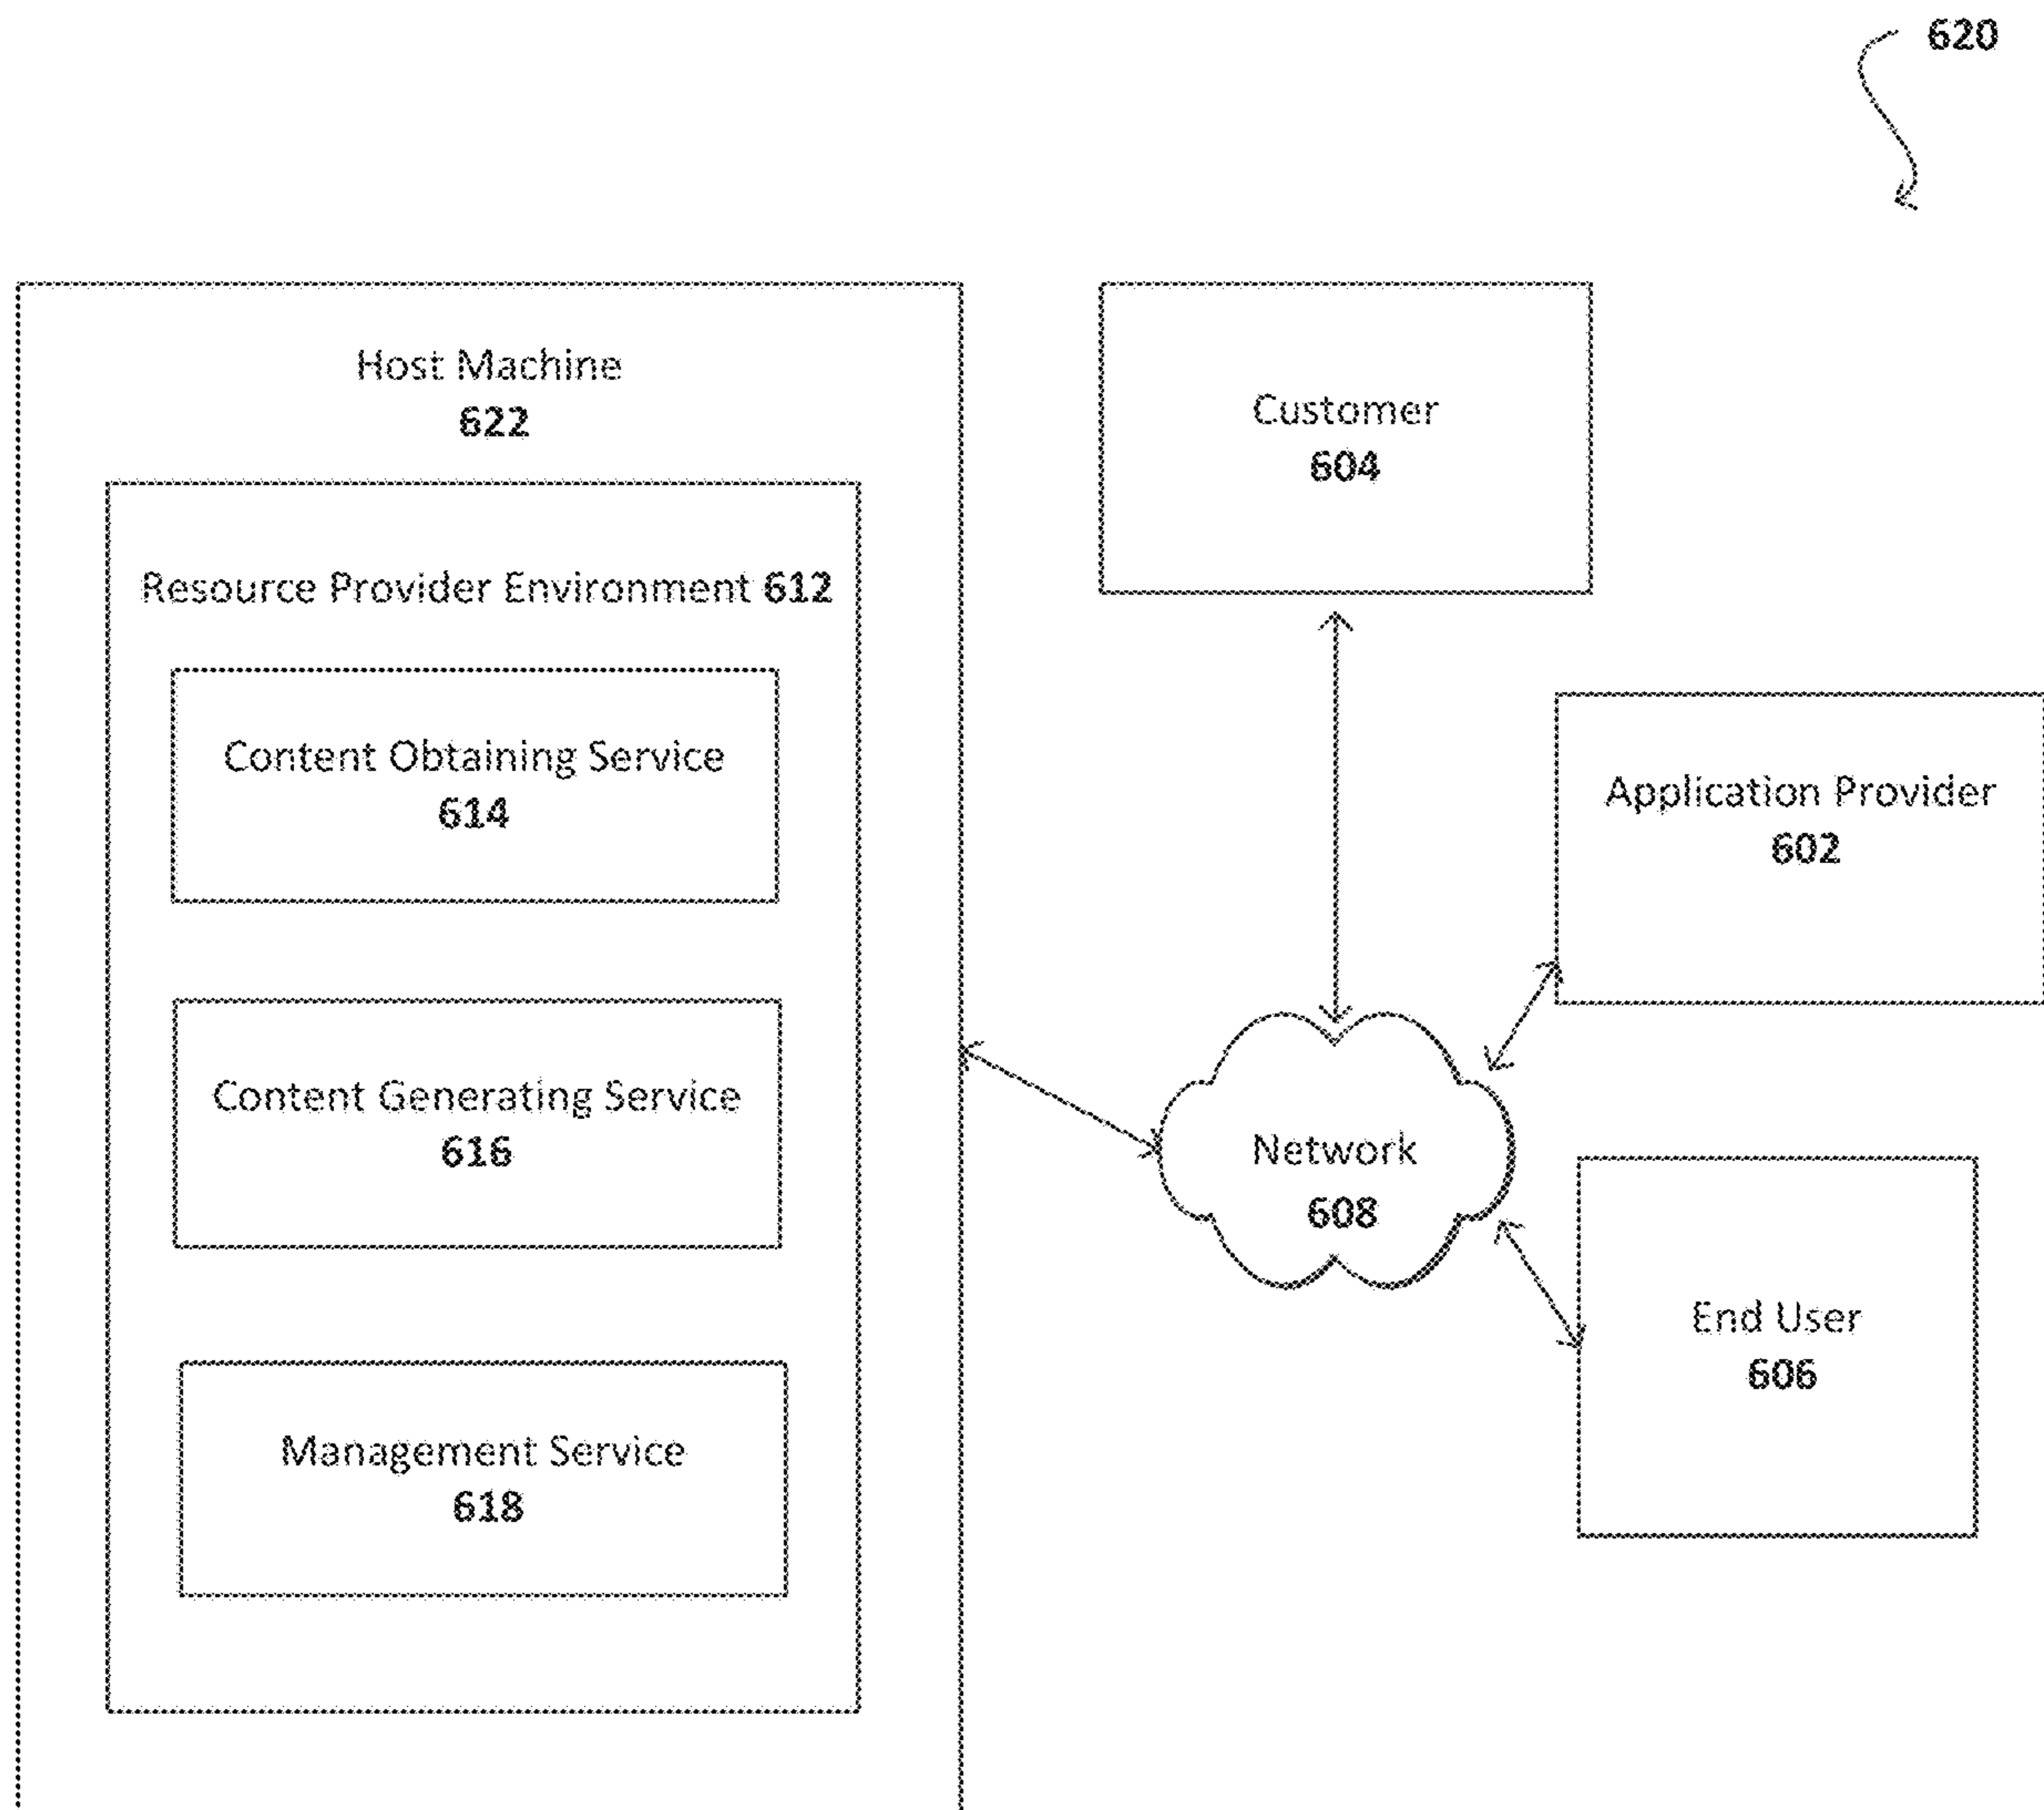 620
Host Machine
622
Resource Provider Environment 612
Content Obtaining Service
614
Content Generating Service
616
Management Service
618
Customer
604
Application Provider
602
Network
608
End User
606